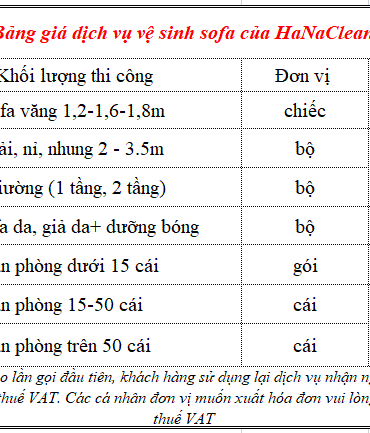 Bảng giá dịch vụ vệ sinh sofa của HaNaClean
Khối lượng thi công Đơn vị
fa văng 1,2-1,6-1,8m chiếc
ải, nỉ, nhung 2 - 3.5m bộ
iường (1 tầng, 2 tầng) bộ
a da, giả da+ dưỡng bóng bộ
n phòng dưới 15 cái gói
n phòng 15-50 cái cái
n phòng trên 50 cái cái
o lần gọi đầu tiên, khách hàng sử dụng lại dịch vụ nhận n
thuế VAT. Các cá nhân đơn vị muốn xuất hóa đơn vui lòng
thuế VAT